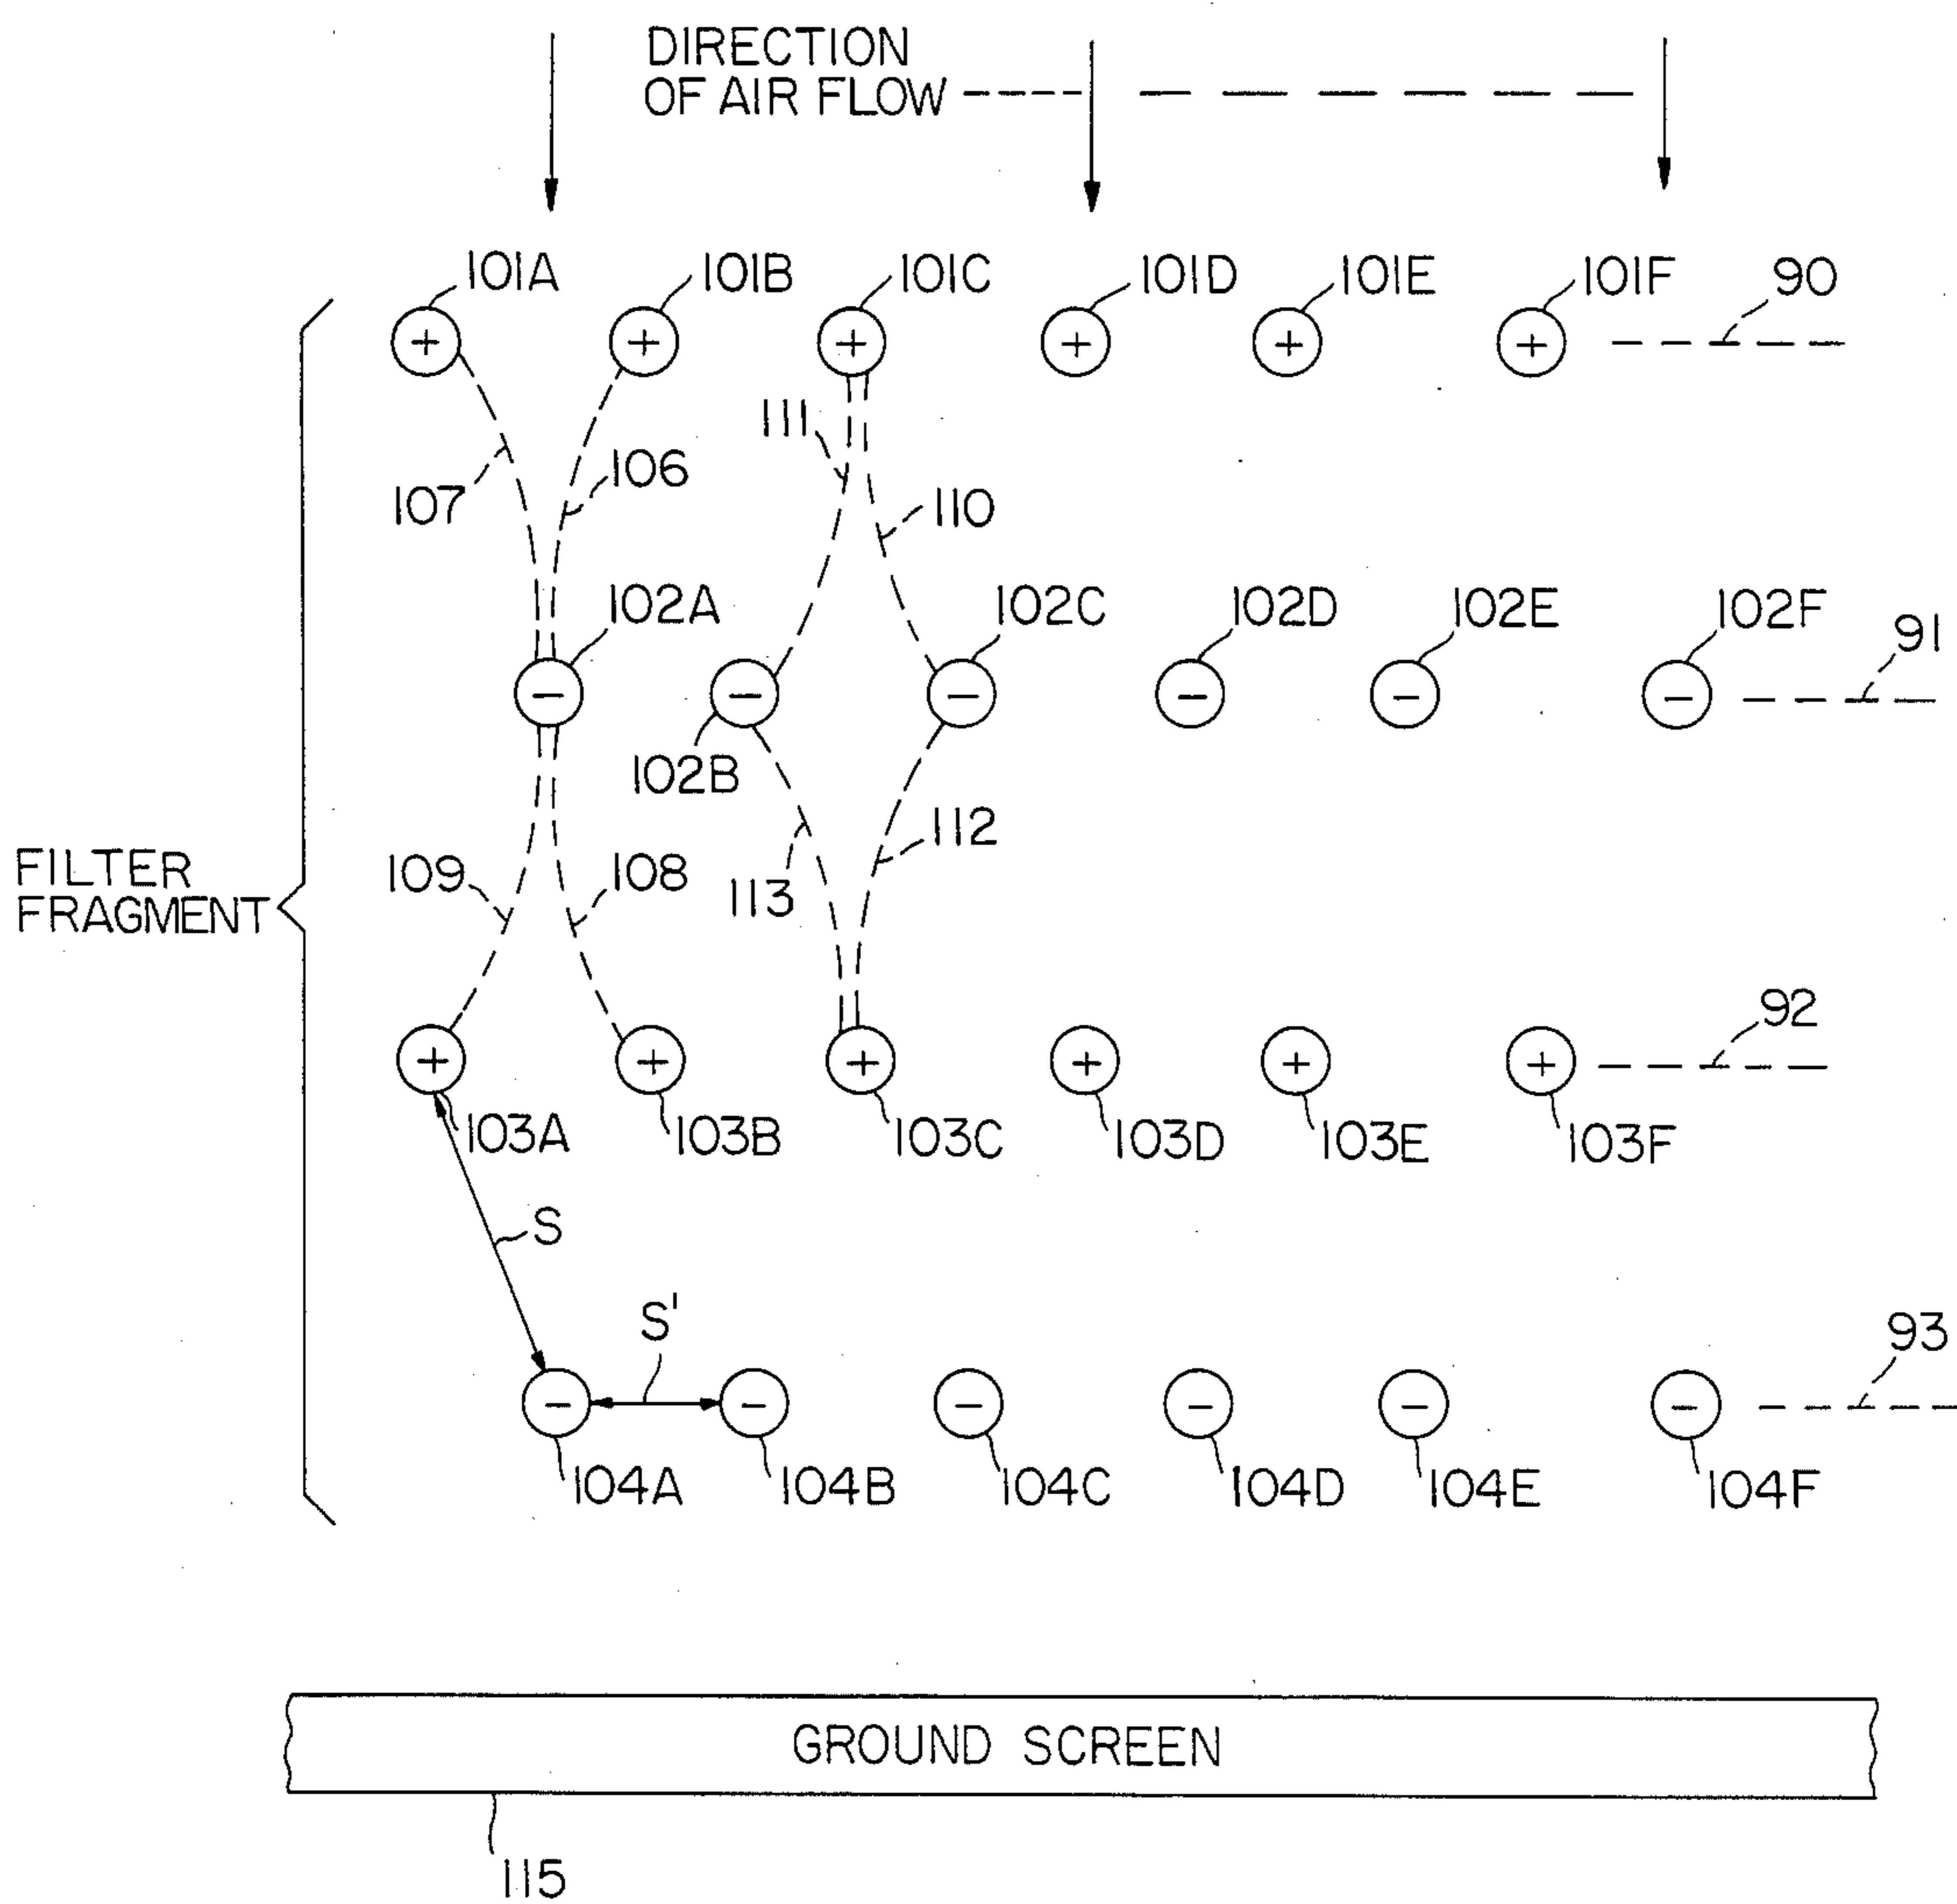 DIRECTION
OF AIR FLOW
101A 101B 101C 101D 101E 101F 90
+ + + + + +
111
106
107 110
102A 102C 102D 102E 102F 91
− − − − − −
102B
112
109 108
113
FILTER
FRAGMENT
92
+ + + + + +
103A 103B 103C 103D 103E 103F
S
S'
93
− − − − − −
104A 104B 104C 104D 104E 104F
GROUND SCREEN
115